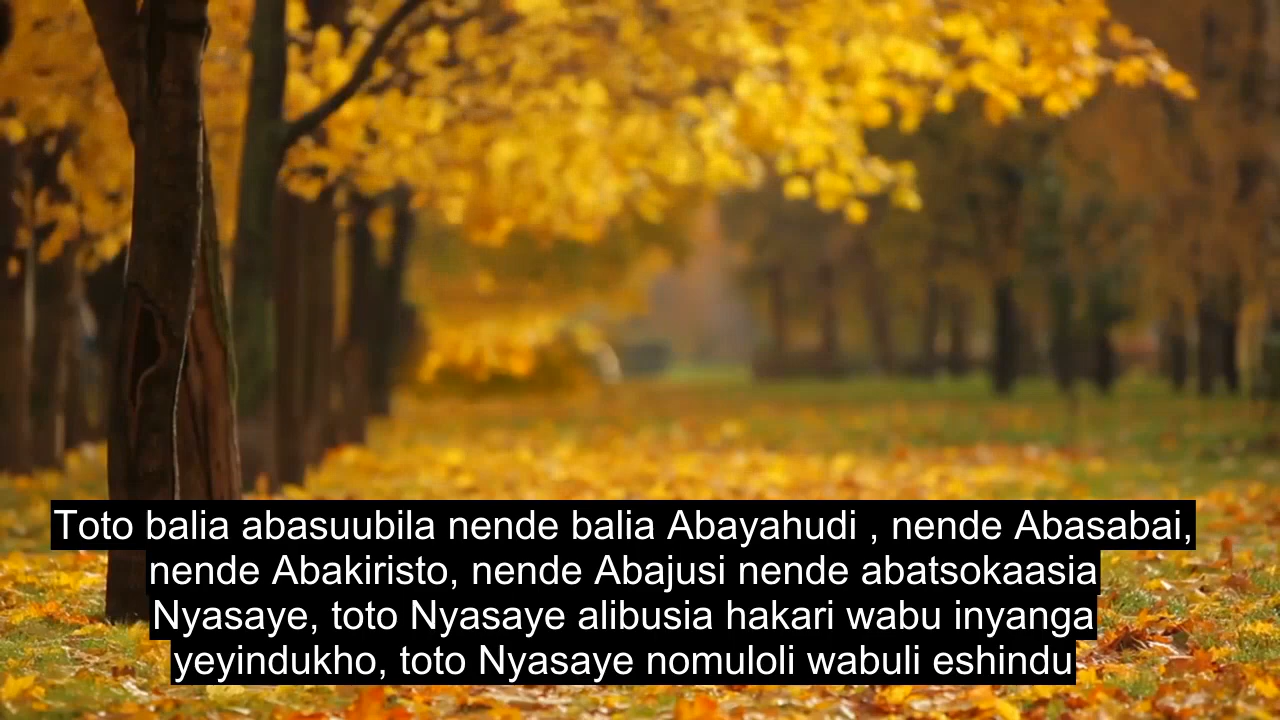 Toto balia abasuubila nende balia Abayahudi , nende Abasabai,
nende Abakiristo, nende Abajusi nende abatsokaasia
Nyasaye, toto Nyasaye alibusia hakari wabu inyanga
yeyindukho, toto Nyasaye nomuloli wabuli eshindu